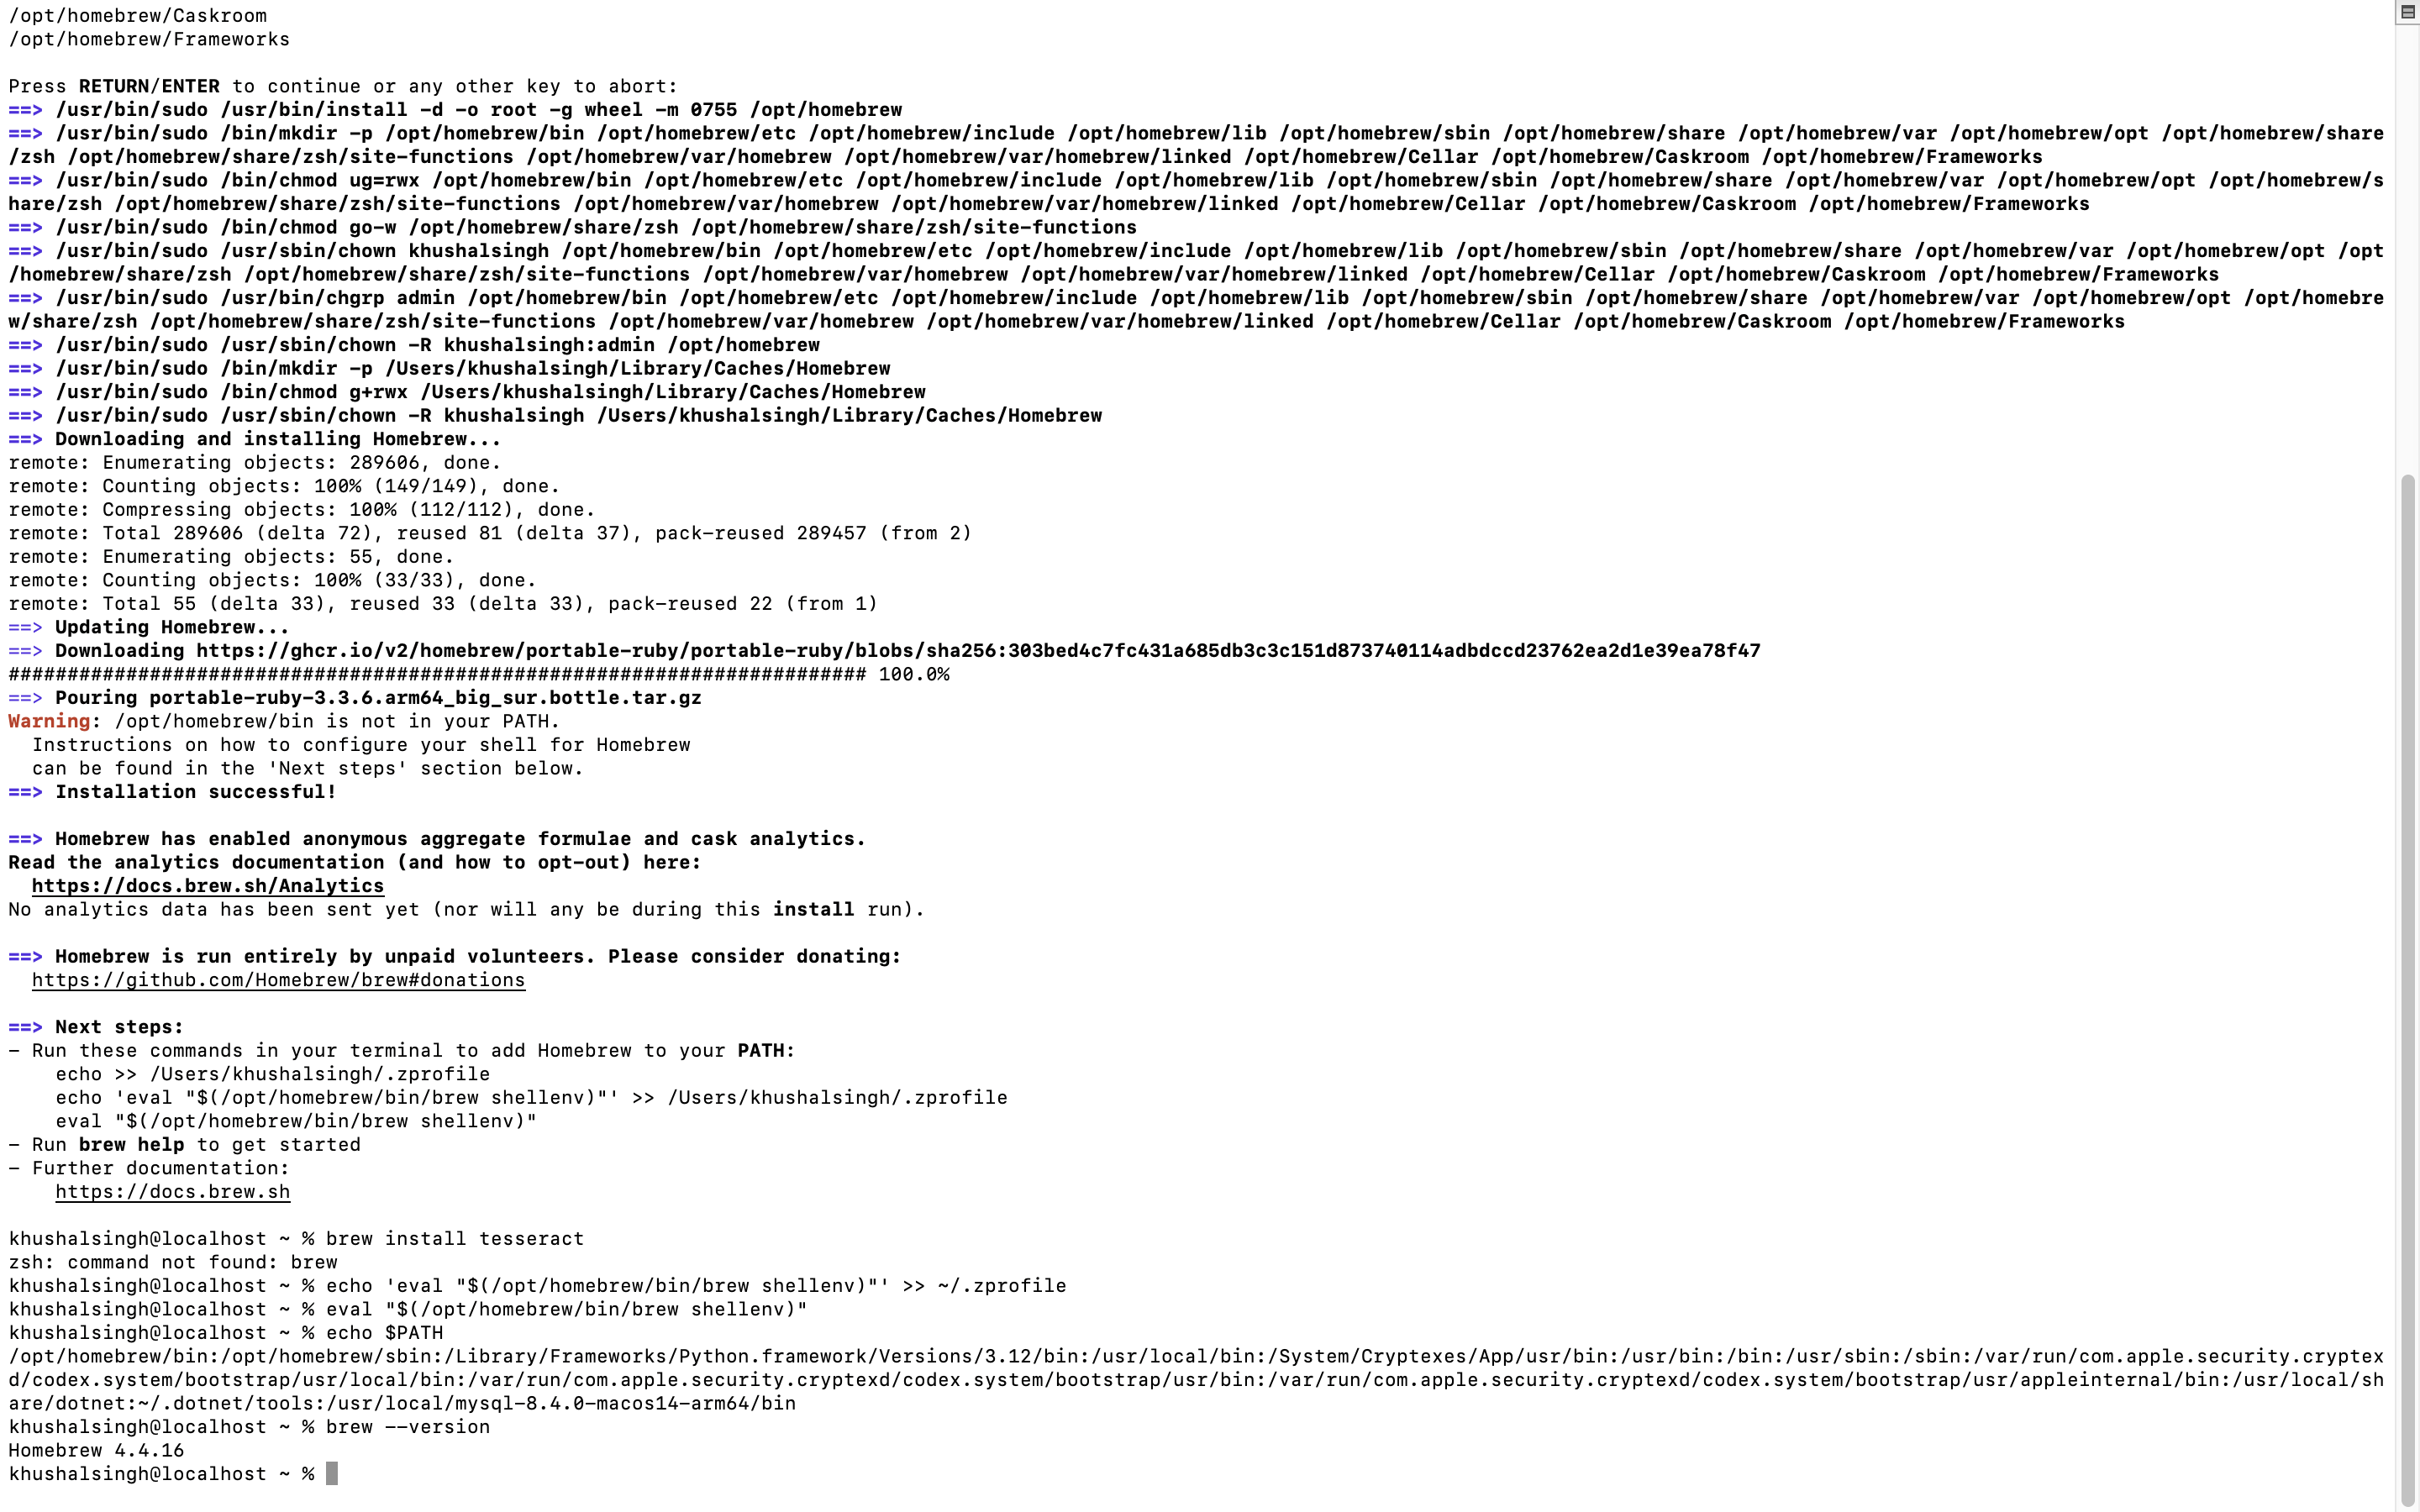 /opt/homebrew/Caskroom
/opt/homebrew/Frameworks

Press RETURN/ENTER to continue or any other key to abort:
==> /usr/bin/sudo /usr/bin/install -d -o root -g wheel -m 0755 /opt/homebrew
==> /usr/bin/sudo /bin/mkdir -p /opt/homebrew/bin /opt/homebrew/etc /opt/homebrew/include /opt/homebrew/lib /opt/homebrew/sbin /opt/homebrew/share /opt/homebrew/var /opt/homebrew/opt /opt/homebrew/share
/zsh /opt/homebrew/share/zsh/site-functions /opt/homebrew/var/homebrew /opt/homebrew/var/homebrew/linked /opt/homebrew/Cellar /opt/homebrew/Caskroom /opt/homebrew/Frameworks
==> /usr/bin/sudo /bin/chmod ug=rwx /opt/homebrew/bin /opt/homebrew/etc /opt/homebrew/include /opt/homebrew/lib /opt/homebrew/sbin /opt/homebrew/share /opt/homebrew/var /opt/homebrew/opt /opt/homebrew/s
hare/zsh /opt/homebrew/share/zsh/site-functions /opt/homebrew/var/homebrew /opt/homebrew/var/homebrew/linked /opt/homebrew/Cellar /opt/homebrew/Caskroom /opt/homebrew/Frameworks
==> /usr/bin/sudo /bin/chmod go-w /opt/homebrew/share/zsh /opt/homebrew/share/zsh/site-functions
==> /usr/bin/sudo /usr/sbin/chown khushalsingh /opt/homebrew/bin /opt/homebrew/etc /opt/homebrew/include /opt/homebrew/lib /opt/homebrew/sbin /opt/homebrew/share /opt/homebrew/var /opt/homebrew/opt /opt
/homebrew/share/zsh /opt/homebrew/share/zsh/site-functions /opt/homebrew/var/homebrew /opt/homebrew/var/homebrew/linked /opt/homebrew/Cellar /opt/homebrew/Caskroom /opt/homebrew/Frameworks
==> /usr/bin/sudo /usr/bin/chgrp admin /opt/homebrew/bin /opt/homebrew/etc /opt/homebrew/include /opt/homebrew/lib /opt/homebrew/sbin /opt/homebrew/share /opt/homebrew/var /opt/homebrew/opt /opt/homebre
w/share/zsh /opt/homebrew/share/zsh/site-functions /opt/homebrew/var/homebrew /opt/homebrew/var/homebrew/linked /opt/homebrew/Cellar /opt/homebrew/Caskroom /opt/homebrew/Frameworks
==> /usr/bin/sudo /usr/sbin/chown -R khushalsingh:admin /opt/homebrew
==> /usr/bin/sudo /bin/mkdir -p /Users/khushalsingh/Library/Caches/Homebrew
==> /usr/bin/sudo /bin/chmod g+rwx /Users/khushalsingh/Library/Caches/Homebrew
==> /usr/bin/sudo /usr/sbin/chown -R khushalsingh /Users/khushalsingh/Library/Caches/Homebrew
==> Downloading and installing Homebrew...
remote: Enumerating objects: 289606, done.
remote: Counting objects: 100% (149/149), done.
remote: Compressing objects: 100% (112/112), done.
remote: Total 289606 (delta 72), reused 81 (delta 37), pack-reused 289457 (from 2)
remote: Enumerating objects: 55, done.
remote: Counting objects: 100% (33/33), done.
remote: Total 55 (delta 33), reused 33 (delta 33), pack-reused 22 (from 1)
==> Updating Homebrew...
==> Downloading https://ghcr.io/v2/homebrew/portable-ruby/portable-ruby/blobs/sha256:303bed4c7fc431a685db3c3c151d873740114adbdccd23762ea2d1e39ea78f47
######################################################################### 100.0%
==> Pouring portable-ruby-3.3.6.arm64_big_sur.bottle.tar.gz
Warning: /opt/homebrew/bin is not in your PATH.
  Instructions on how to configure your shell for Homebrew
  can be found in the 'Next steps' section below.
==> Installation successful!

==> Homebrew has enabled anonymous aggregate formulae and cask analytics.
Read the analytics documentation (and how to opt-out) here:
  https://docs.brew.sh/Analytics
No analytics data has been sent yet (nor will any be during this install run).

==> Homebrew is run entirely by unpaid volunteers. Please consider donating:
  https://github.com/Homebrew/brew#donations

==> Next steps:
- Run these commands in your terminal to add Homebrew to your PATH:
    echo >> /Users/khushalsingh/.zprofile
    echo 'eval "$(/opt/homebrew/bin/brew shellenv)"' >> /Users/khushalsingh/.zprofile
    eval "$(/opt/homebrew/bin/brew shellenv)"
- Run brew help to get started
- Further documentation:
    https://docs.brew.sh

khushalsingh@localhost ~ % brew install tesseract
zsh: command not found: brew
khushalsingh@localhost ~ % echo 'eval "$(/opt/homebrew/bin/brew shellenv)"' >> ~/.zprofile
khushalsingh@localhost ~ % eval "$(/opt/homebrew/bin/brew shellenv)"
khushalsingh@localhost ~ % echo $PATH
/opt/homebrew/bin:/opt/homebrew/sbin:/Library/Frameworks/Python.framework/Versions/3.12/bin:/usr/local/bin:/System/Cryptexes/App/usr/bin:/usr/bin:/bin:/usr/sbin:/sbin:/var/run/com.apple.security.cryptex
d/codex.system/bootstrap/usr/local/bin:/var/run/com.apple.security.cryptexd/codex.system/bootstrap/usr/bin:/var/run/com.apple.security.cryptexd/codex.system/bootstrap/usr/appleinternal/bin:/usr/local/sh
are/dotnet:~/.dotnet/tools:/usr/local/mysql-8.4.0-macos14-arm64/bin
khushalsingh@localhost ~ % brew --version
Homebrew 4.4.16
khushalsingh@localhost ~ %